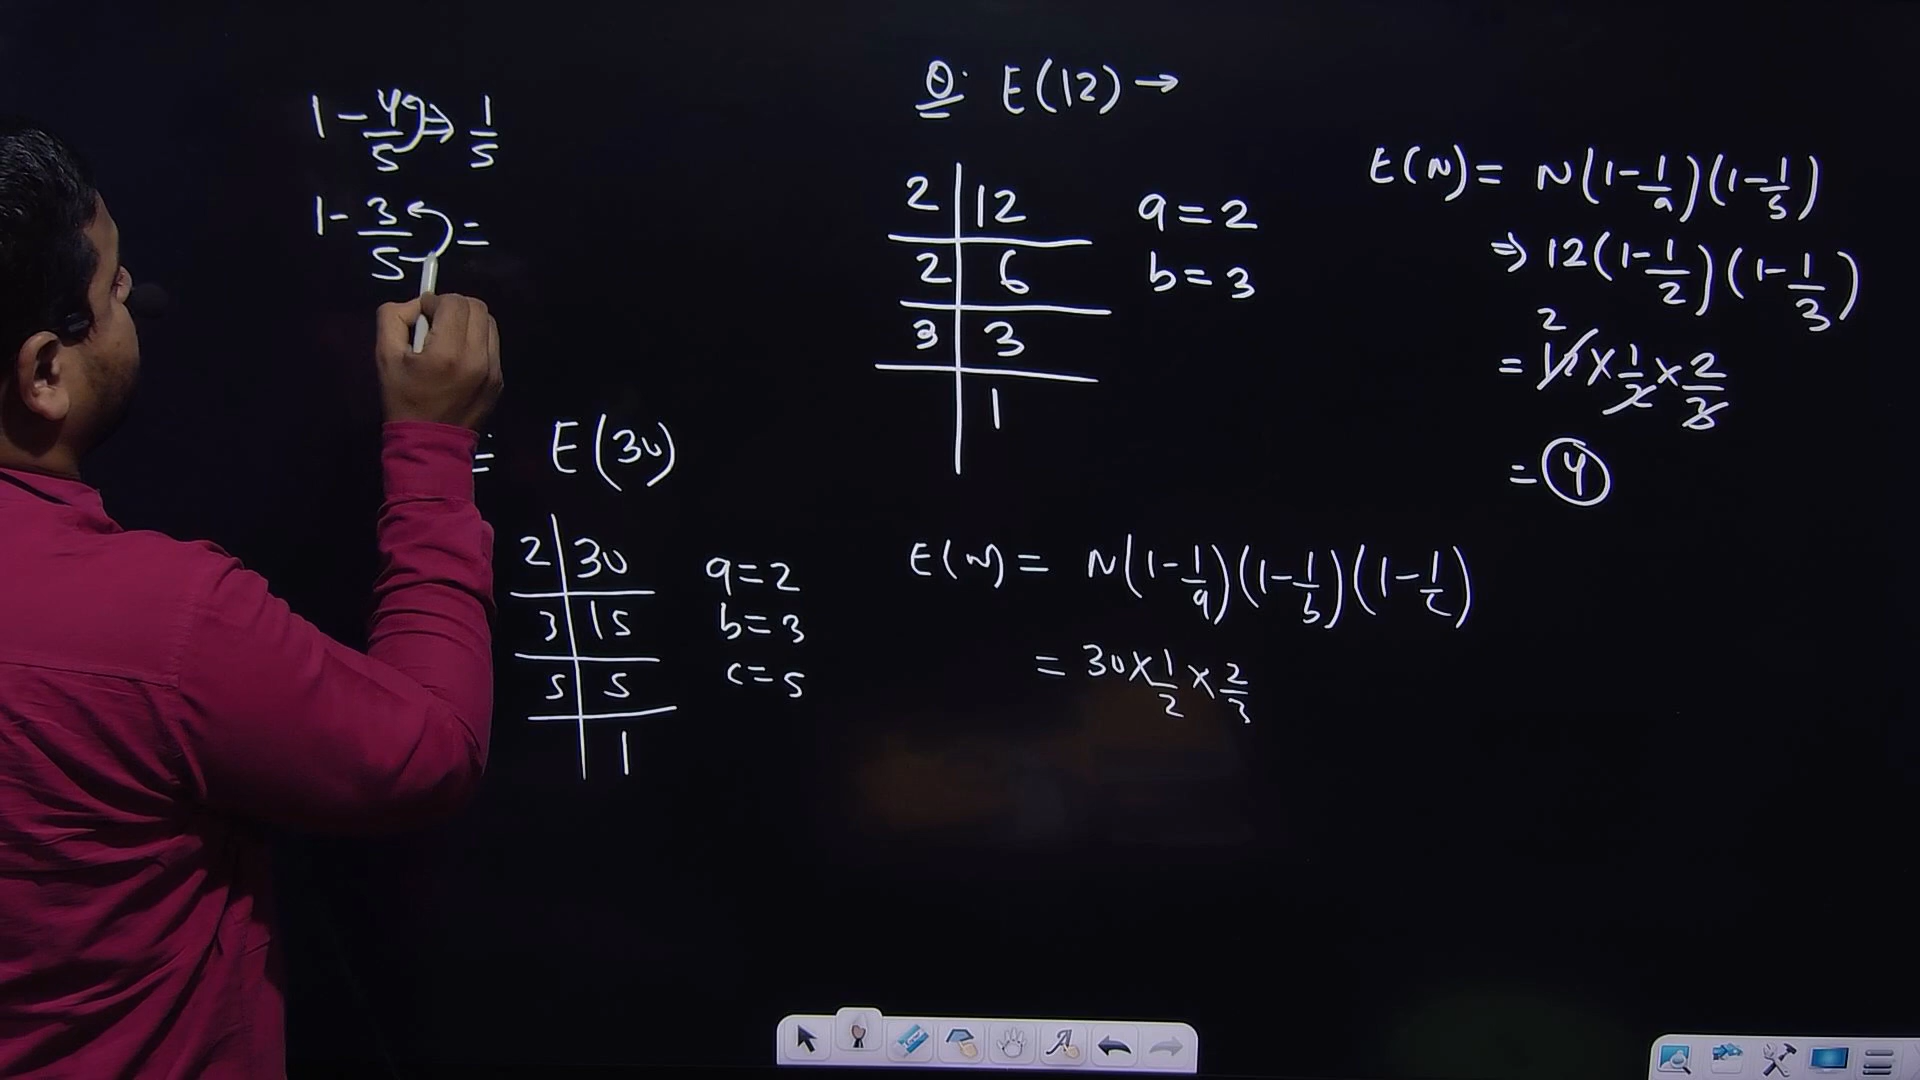 1 - 4/5 ⇒ 1/5
1 - 3/5 =
Q. E(12) →
2 | 12
2 | 6
3 | 3
1
a = 2
b = 3
E(N) = N(1 - 1/a)(1 - 1/b)
⇒ 12(1 - 1/2)(1 - 1/3)
2
= 12 × 1/2 × 2/3
= 4
= E(30)
2 | 30
3 | 15
5 | 5
1
a = 2
b = 3
c = 5
E(N) = N(1 - 1/a)(1 - 1/b)(1 - 1/c)
= 30 × 1/2 × 2/3